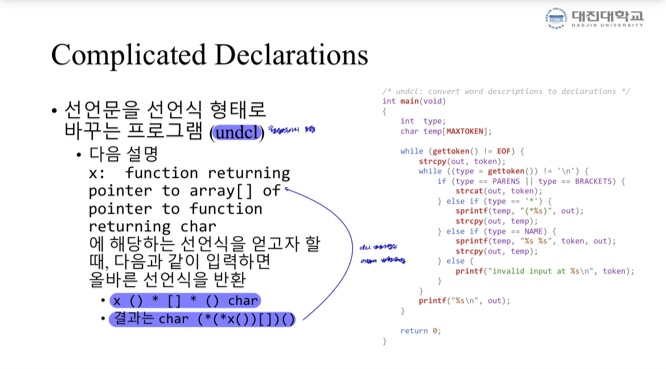 대진대학교
DAEJIN UNIVERSITY
Complicated Declarations
• 선언문을 선언식 형태로
바꾸는 프로그램 (undcl)
• 다음 설명
x:  function returning
pointer to array[] of
pointer to function
returning char
에 해당하는 선언식을 얻고자 할
때, 다음과 같이 입력하면
올바른 선언식을 반환
• x () * [] * () char
• 결과는 char (*(*x())[])()
/* undcl: convert word descriptions to declarations */
int main(void)
{
    int  type;
    char temp[MAXTOKEN];

    while (gettoken() != EOF) {
        strcpy(out, token);
        while ((type = gettoken()) != '\n') {
            if (type == PARENS || type == BRACKETS) {
                strcat(out, token);
            } else if (type == '*') {
                sprintf(temp, "(*%s)", out);
                strcpy(out, temp);
            } else if (type == NAME) {
                sprintf(temp, "%s %s", token, out);
                strcpy(out, temp);
            } else {
                printf("invalid input at %s\n", token);
            }
        }
        printf("%s\n", out);
    }

    return 0;
}